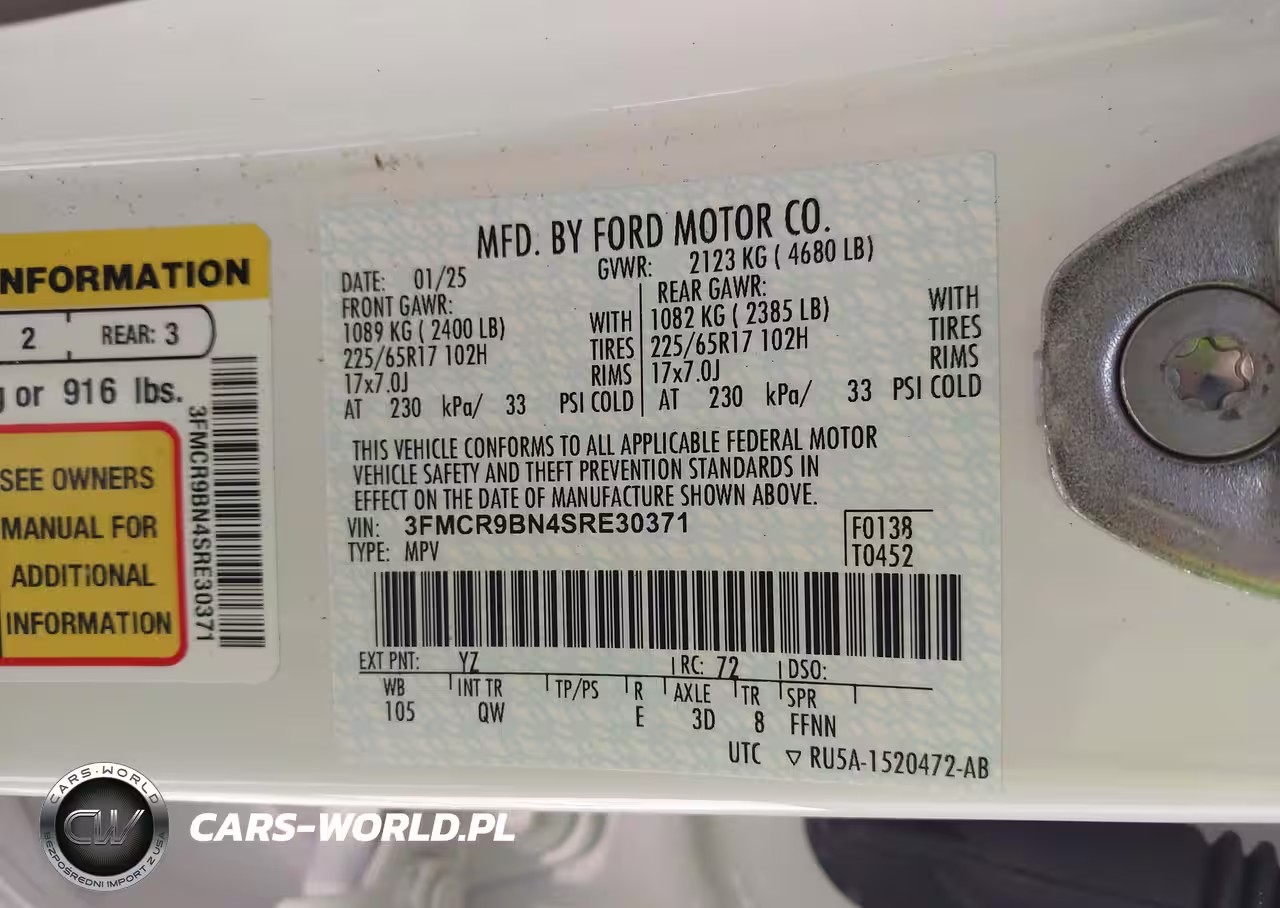 NFORMATION
2 REAR: 3
g or 916 lbs.
SEE OWNERS
MANUAL FOR
ADDITIONAL
INFORMATION
3FMCR9BN4SRE30371
MFD. BY FORD MOTOR CO.
DATE: 01/25 GVWR: 2123 KG ( 4680 LB)
FRONT GAWR:
1089 KG ( 2400 LB) WITH
225/65R17 102H TIRES
17x7.0J RIMS
AT 230 kPa/ 33 PSI COLD
REAR GAWR:
1082 KG ( 2385 LB) WITH
225/65R17 102H TIRES
17x7.0J RIMS
AT 230 kPa/ 33 PSI COLD
THIS VEHICLE CONFORMS TO ALL APPLICABLE FEDERAL MOTOR
VEHICLE SAFETY AND THEFT PREVENTION STANDARDS IN
EFFECT ON THE DATE OF MANUFACTURE SHOWN ABOVE.
VIN: 3FMCR9BN4SRE30371
TYPE: MPV
F0138
T0452
EXT PNT: YZ RC: 72 DSO:
WB INT TR TP/PS R AXLE TR SPR
105 QW E 3D 8 FFNN
UTC ▽ RU5A-1520472-AB
CARS-WORLD
CW
BEZPOŚREDNI IMPORT Z USA
CARS-WORLD.PL